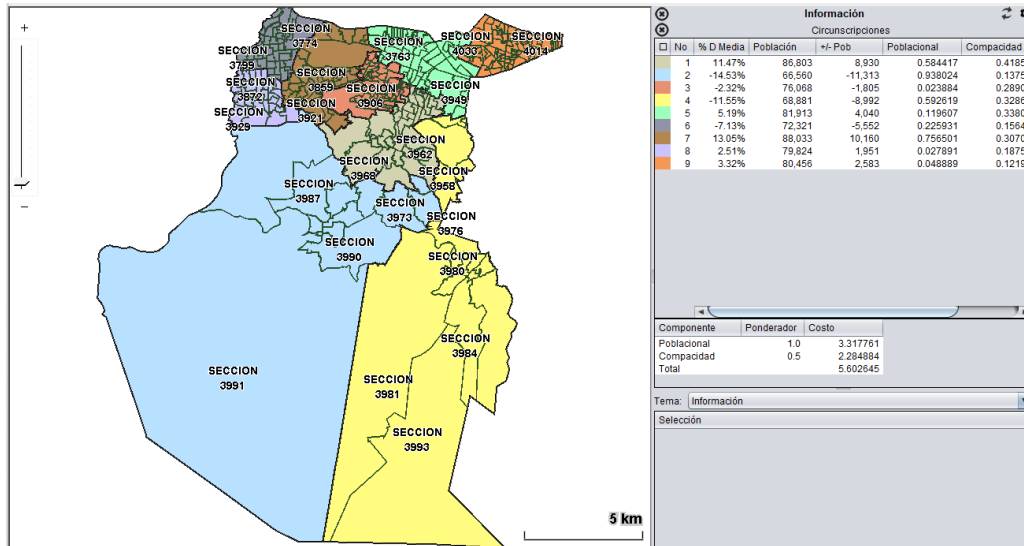 +
−
SECCION
3774
SECCION
3799
SECCION
3872
SECCION
3929
SECCION
3859
SECCION
3921
SECCION
3906
SECCION
3763
SECCION
4030
SECCION
4014
SECCION
3949
SECCION
3962
SECCION
3968
SECCION
3958
SECCION
3987
SECCION
3973
SECCION
3976
SECCION
3990
SECCION
3980
SECCION
3984
SECCION
3991
SECCION
3981
SECCION
3993
5 km
Información
Circunscripciones
No % D Media Población +/- Pob Poblacional Compacidad
1 11.47% 86,803 8,930 0.584417 0.4185
2 -14.53% 66,560 -11,313 0.938024 0.1375
3 -2.32% 76,068 -1,805 0.023884 0.2890
4 -11.55% 68,881 -8,992 0.592619 0.3286
5 5.19% 81,913 4,040 0.119607 0.3380
6 -7.13% 72,321 -5,552 0.225931 0.1564
7 13.05% 88,033 10,160 0.756501 0.3070
8 2.51% 79,824 1,951 0.027891 0.1875
9 3.32% 80,456 2,583 0.048889 0.1219
Componente Ponderador Costo
Poblacional 1.0 3.317761
Compacidad 0.5 2.284884
Total 5.602645
Tema: Información
Selección